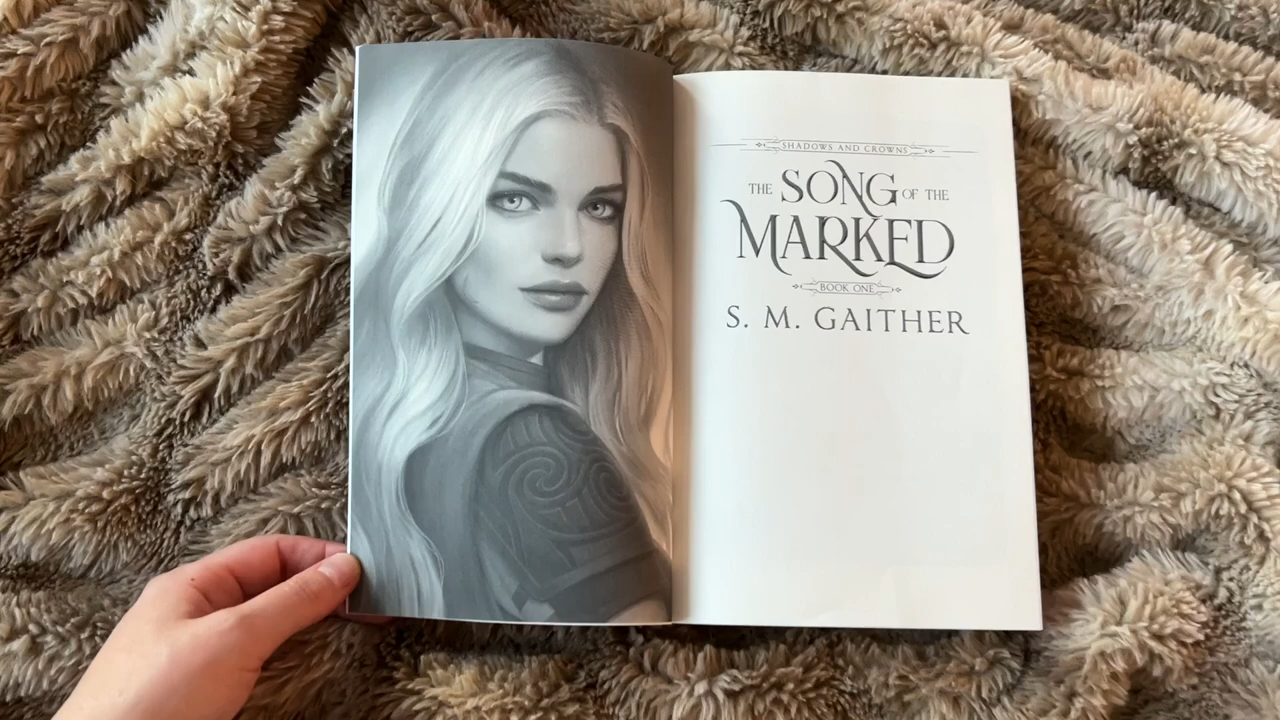 SHADOWS AND CROWNS
THE SONG OF THE
MARKED
BOOK ONE
S. M. GAITHER